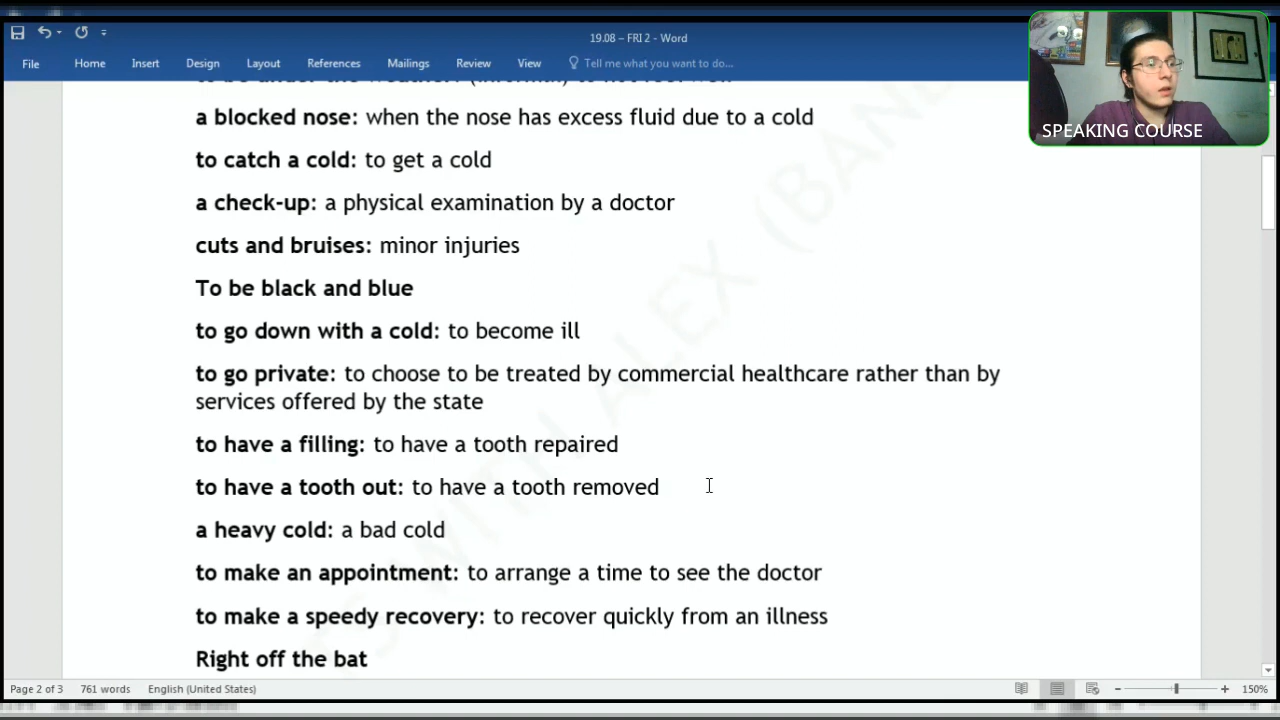 19.08 – FRI 2 - Word
File Home Insert Design Layout References Mailings Review View Tell me what you want to do...
SPEAKING COURSE
a blocked nose: when the nose has excess fluid due to a cold
to catch a cold: to get a cold
a check-up: a physical examination by a doctor
cuts and bruises: minor injuries
To be black and blue
to go down with a cold: to become ill
to go private: to choose to be treated by commercial healthcare rather than by
services offered by the state
to have a filling: to have a tooth repaired
to have a tooth out: to have a tooth removed
a heavy cold: a bad cold
to make an appointment: to arrange a time to see the doctor
to make a speedy recovery: to recover quickly from an illness
Right off the bat
Page 2 of 3 761 words English (United States) 150%